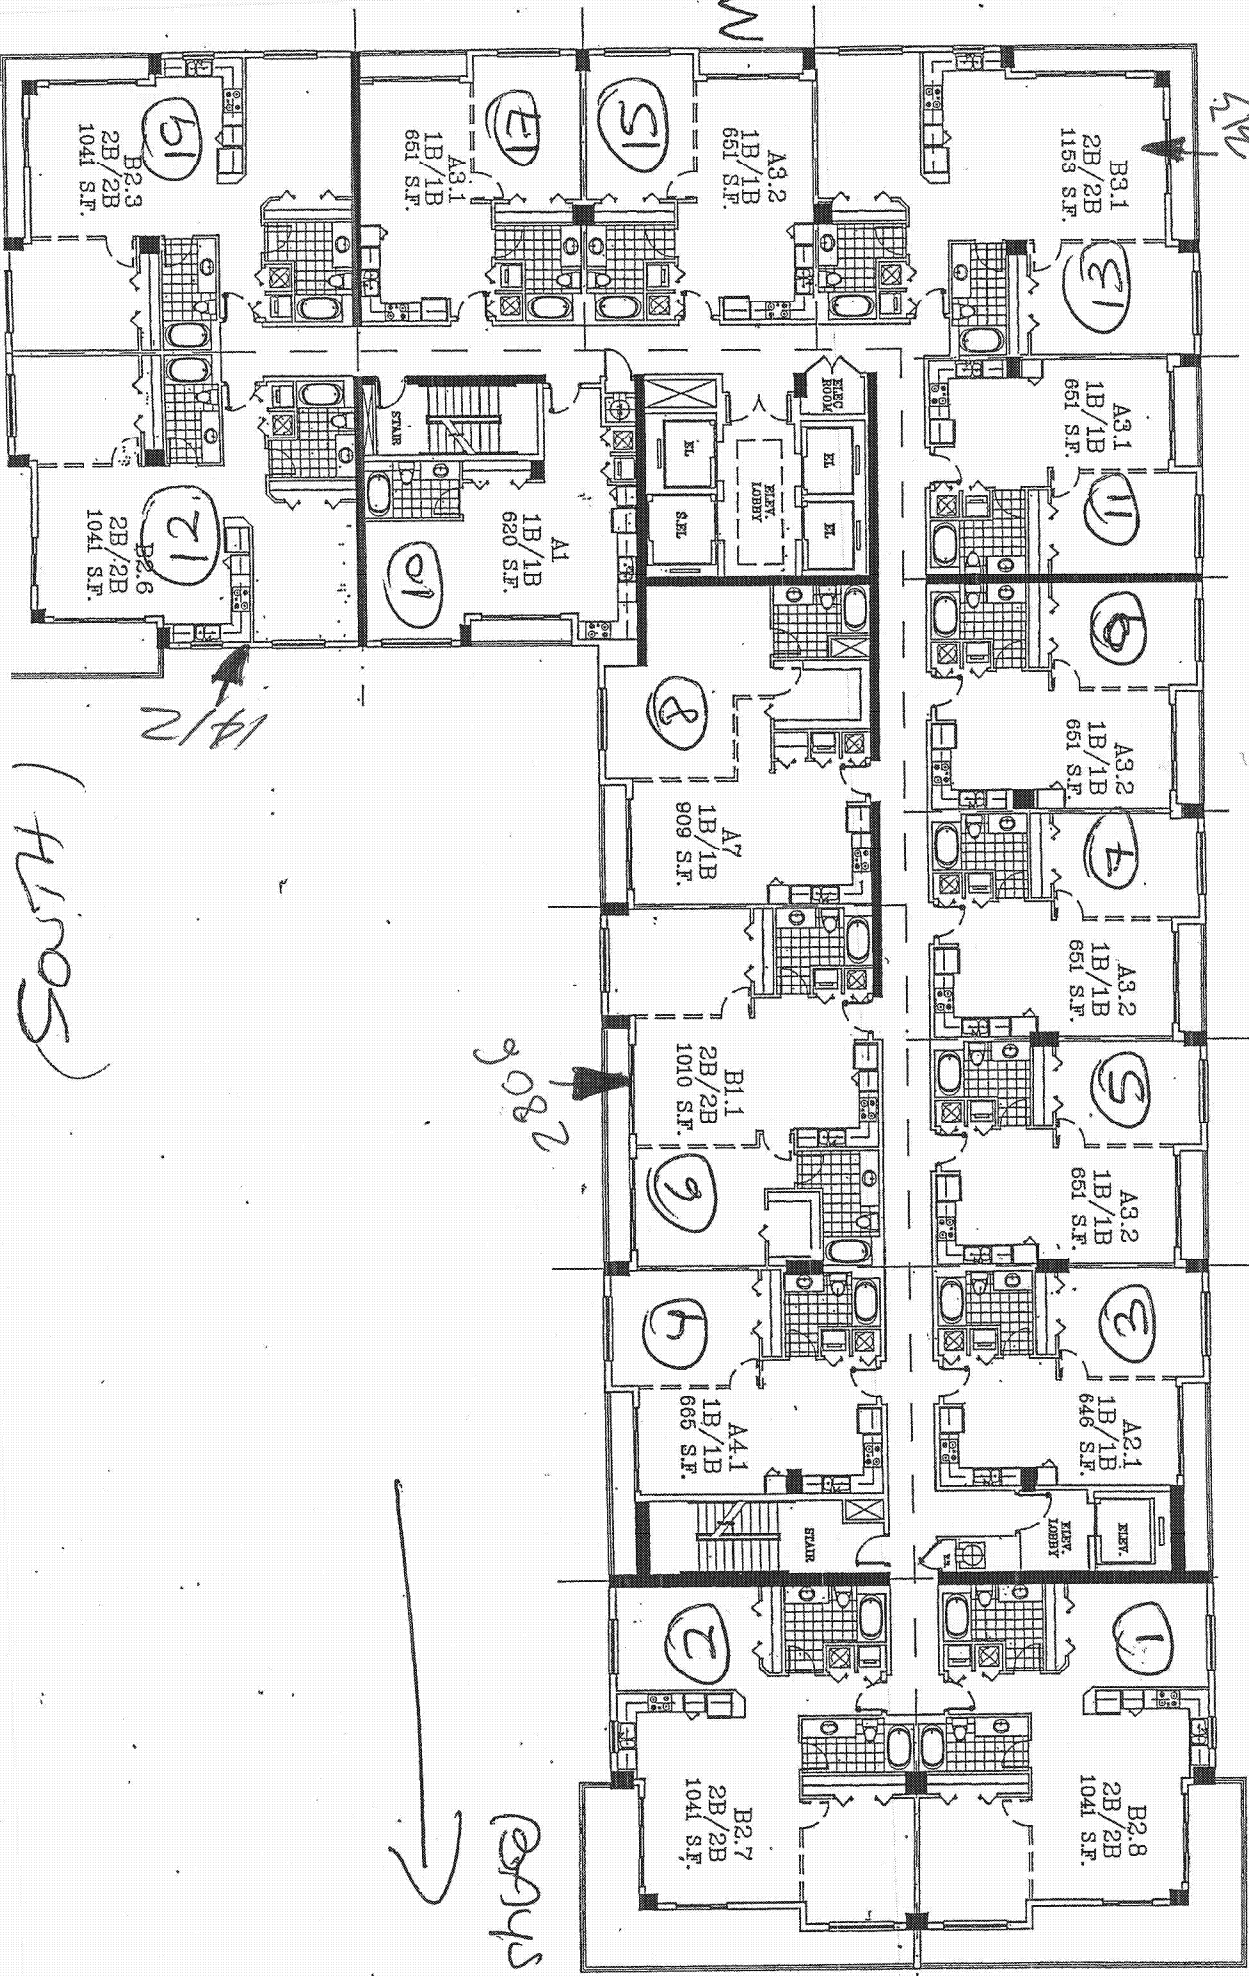 N
19
B2.3
2B/2B
1041 S.F.
17
A3.1
1B/1B
651 S.F.
15
A3.2
1B/1B
651 S.F.
B3.1
2B/2B
1153 S.F.
13
A3.1
1B/1B
651 S.F.
11
9
A3.2
1B/1B
651 S.F.
7
A3.2
1B/1B
651 S.F.
5
A3.2
1B/1B
651 S.F.
3
A2.1
1B/1B
646 S.F.
1
B2.8
2B/2B
1041 S.F.
12
B2.6
2B/2B
1041 S.F.
1412
STAIR
10
A1
1B/1B
620 S.F.
ELEC
ROOM
EL
EL
EL
S.EL
ELEV.
LOBBY
8
A7
1B/1B
909 S.F.
B1.1
2B/2B
1010 S.F.
2806
6
4
A4.1
1B/1B
665 S.F.
STAIR
ELEV.
LOBBY
ELEV.
2
B2.7
2B/2B
1041 S.F.
South